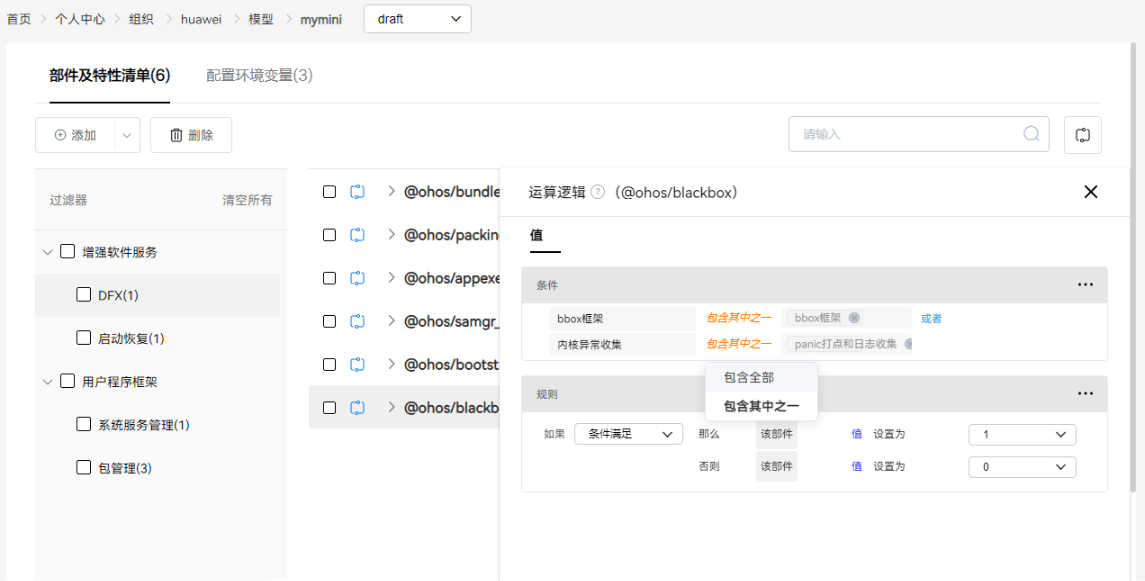 首页 > 个人中心 > 组织 > huawei > 模型 > mymini draft
部件及特性清单(6) 配置环境变量(3)
添加 删除 请输入
过滤器 清空所有
增强软件服务
DFX(1)
启动恢复(1)
用户程序框架
系统服务管理(1)
包管理(3)
@ohos/bundle
@ohos/packin
@ohos/appexe
@ohos/samgr_
@ohos/bootst
@ohos/blackb
运算逻辑 ? (@ohos/blackbox)
值
条件
bbox框架 包含其中之一 bbox框架 或者
内核异常收集 包含其中之一 panic打点和日志收集
包含全部
包含其中之一
规则
如果 条件满足 那么 该部件 值 设置为 1
否则 该部件 值 设置为 0